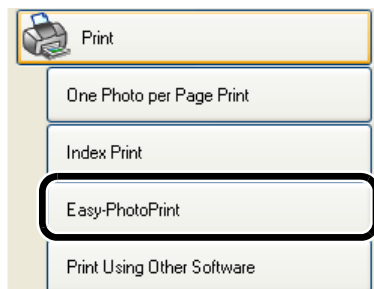 Print
One Photo per Page Print
Index Print
Easy-PhotoPrint
Print Using Other Software